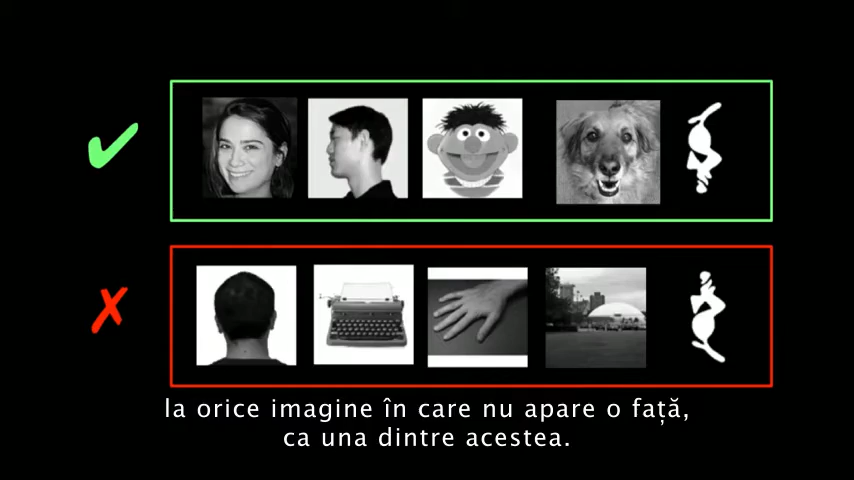 la orice imagine în care nu apare o față,
ca una dintre acestea.